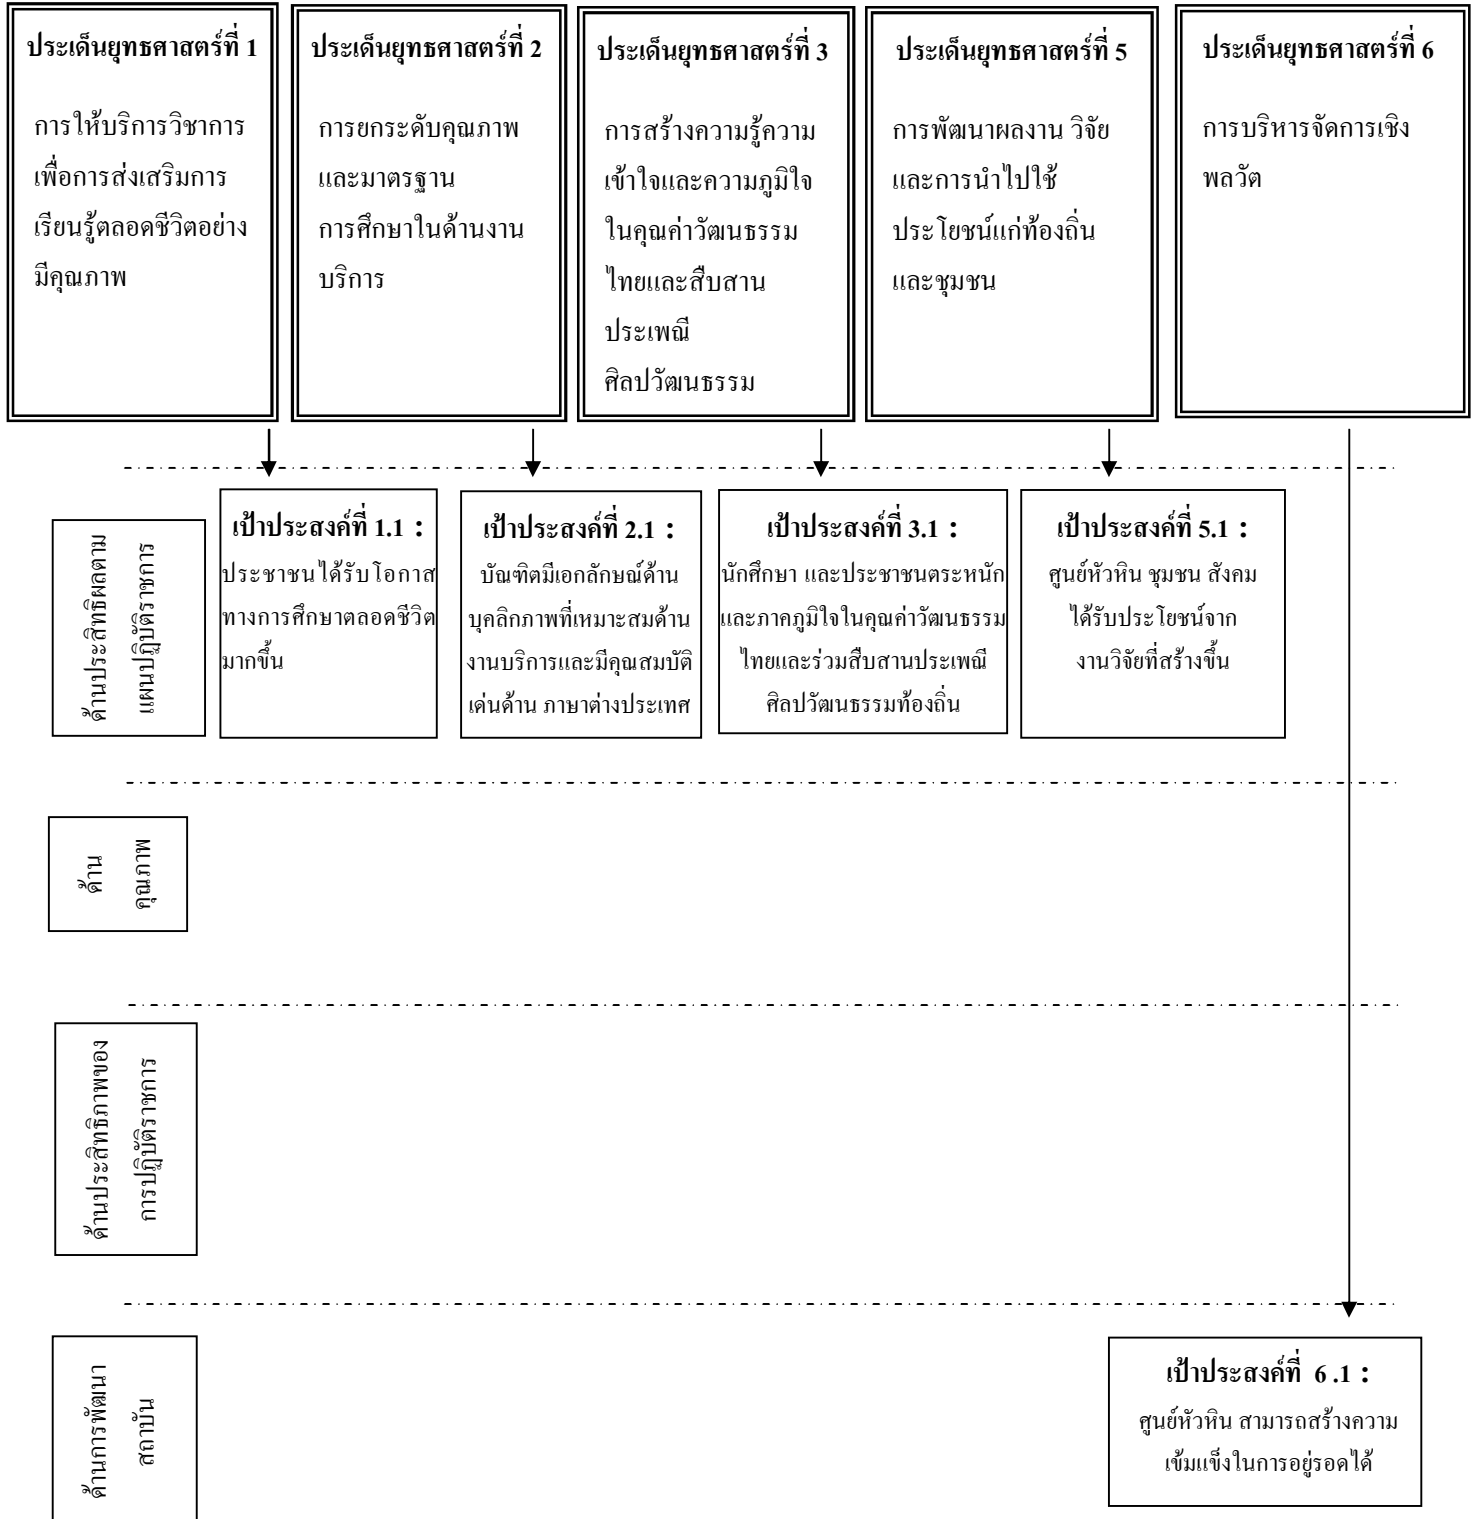 ประเด็นยุทธศาสตร์ที่ 1
การให้บริการวิชาการ
เพื่อการส่งเสริมการ
เรียนรู้ตลอดชีวิตอย่าง
มีคุณภาพ
ประเด็นยุทธศาสตร์ที่ 2
การยกระดับคุณภาพ
และมาตรฐาน
การศึกษาในด้านงาน
บริการ
ประเด็นยุทธศาสตร์ที่ 3
การสร้างความรู้ความ
เข้าใจและความภูมิใจ
ในคุณค่าวัฒนธรรม
ไทยและสืบสาน
ประเพณี
ศิลปวัฒนธรรม
ประเด็นยุทธศาสตร์ที่ 5
การพัฒนาผลงาน วิจัย
และการนำไปใช้
ประโยชน์แก่ท้องถิ่น
และชุมชน
ประเด็นยุทธศาสตร์ที่ 6
การบริหารจัดการเชิง
พลวัต
ด้านประสิทธิผลตาม
แผนปฏิบัติราชการ
เป้าประสงค์ที่ 1.1 :
ประชาชนได้รับโอกาส
ทางการศึกษาตลอดชีวิต
มากขึ้น
เป้าประสงค์ที่ 2.1 :
บัณฑิตมีเอกลักษณ์ด้าน
บุคลิกภาพที่เหมาะสมด้าน
งานบริการและมีคุณสมบัติ
เด่นด้าน ภาษาต่างประเทศ
เป้าประสงค์ที่ 3.1 :
นักศึกษา และประชาชนตระหนัก
และภาคภูมิใจในคุณค่าวัฒนธรรม
ไทยและร่วมสืบสานประเพณี
ศิลปวัฒนธรรมท้องถิ่น
เป้าประสงค์ที่ 5.1 :
ศูนย์หัวหิน ชุมชน สังคม
ได้รับประโยชน์จาก
งานวิจัยที่สร้างขึ้น
ด้าน
คุณภาพ
ด้านประสิทธิภาพของ
การปฏิบัติราชการ
ด้านการพัฒนา
สถาบัน
เป้าประสงค์ที่ 6 .1 :
ศูนย์หัวหิน สามารถสร้างความ
เข้มแข็งในการอยู่รอดได้